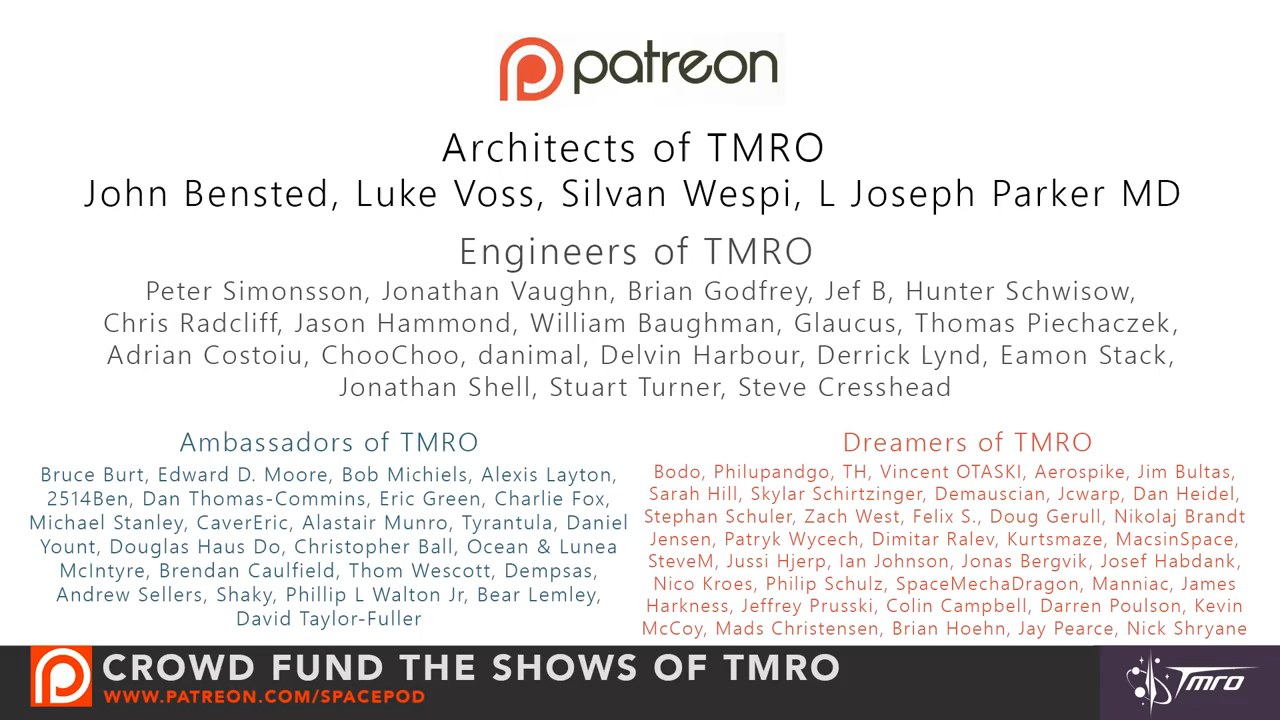 patreon
Architects of TMRO
John Bensted, Luke Voss, Silvan Wespi, L Joseph Parker MD
Engineers of TMRO
Peter Simonsson, Jonathan Vaughn, Brian Godfrey, Jef B, Hunter Schwisow,
Chris Radcliff, Jason Hammond, William Baughman, Glaucus, Thomas Piechaczek,
Adrian Costoiu, ChooChoo, danimal, Delvin Harbour, Derrick Lynd, Eamon Stack,
Jonathan Shell, Stuart Turner, Steve Cresshead
Ambassadors of TMRO
Bruce Burt, Edward D. Moore, Bob Michiels, Alexis Layton,
2514Ben, Dan Thomas-Commins, Eric Green, Charlie Fox,
Michael Stanley, CaverEric, Alastair Munro, Tyrantula, Daniel
Yount, Douglas Haus Do, Christopher Ball, Ocean & Lunea
McIntyre, Brendan Caulfield, Thom Wescott, Dempsas,
Andrew Sellers, Shaky, Phillip L Walton Jr, Bear Lemley,
David Taylor-Fuller
Dreamers of TMRO
Bodo, Philupandgo, TH, Vincent OTASKI, Aerospike, Jim Bultas,
Sarah Hill, Skylar Schirtzinger, Demauscian, Jcwarp, Dan Heidel,
Stephan Schuler, Zach West, Felix S., Doug Gerull, Nikolaj Brandt
Jensen, Patryk Wycech, Dimitar Ralev, Kurtsmaze, MacsinSpace,
SteveM, Jussi Hjerp, Ian Johnson, Jonas Bergvik, Josef Habdank,
Nico Kroes, Philip Schulz, SpaceMechaDragon, Manniac, James
Harkness, Jeffrey Prusski, Colin Campbell, Darren Poulson, Kevin
McCoy, Mads Christensen, Brian Hoehn, Jay Pearce, Nick Shryane
CROWD FUND THE SHOWS OF TMRO
WWW.PATREON.COM/SPACEPOD
Tmro